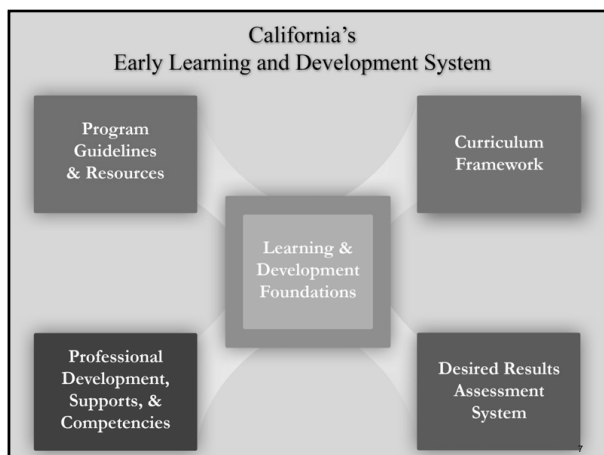 California's
Early Learning and Development System
Program
Guidelines
& Resources
Curriculum
Framework
Learning &
Development
Foundations
Professional
Development,
Supports, &
Competencies
Desired Results
Assessment
System
7